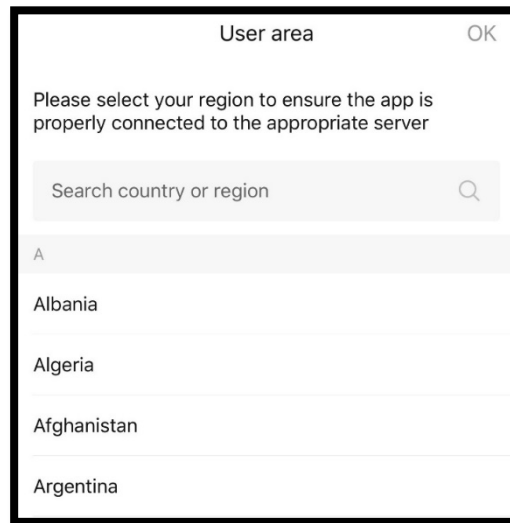 User area
OK
Please select your region to ensure the app is
properly connected to the appropriate server
Search country or region
A
Albania
Algeria
Afghanistan
Argentina